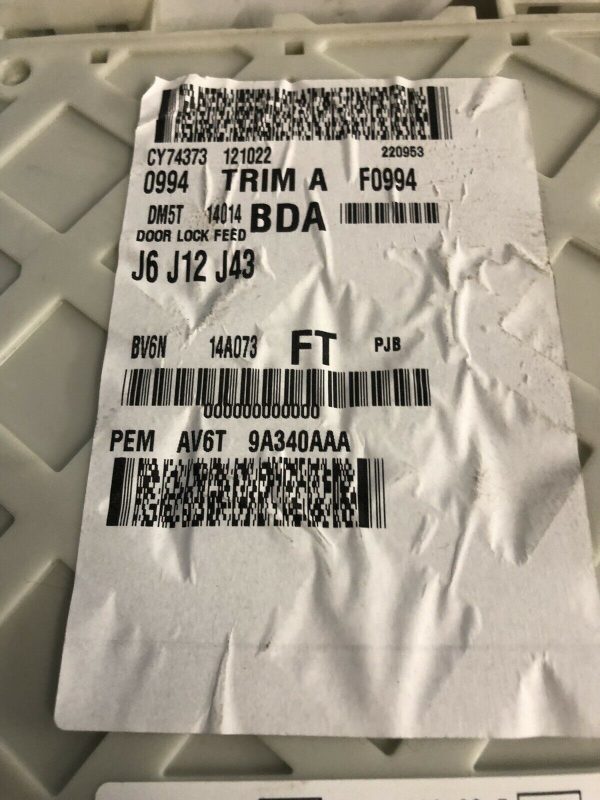 CY74373 121022 220953
0994 TRIM A F0994
DM5T 14014 BDA
DOOR LOCK FEED
J6 J12 J43
BV6N 14A073 FT PJB
000000000000
PEM AV6T 9A340AAA